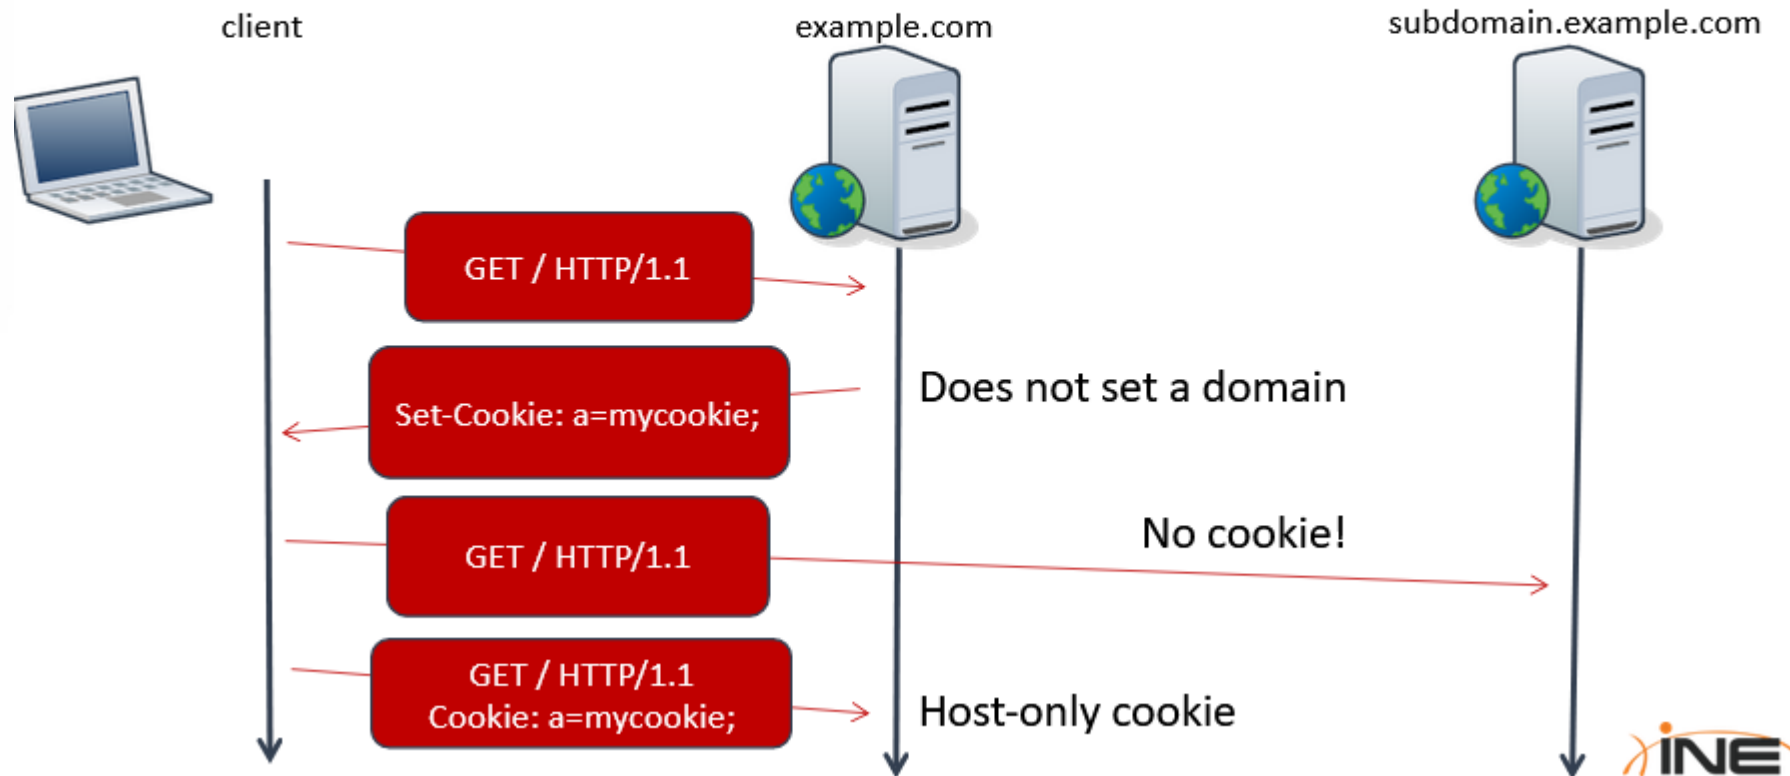 client
example.com
subdomain.example.com
GET / HTTP/1.1
Does not set a domain
Set-Cookie: a=mycookie;
No cookie!
GET / HTTP/1.1
GET / HTTP/1.1
Cookie: a=mycookie;
Host-only cookie
iNE